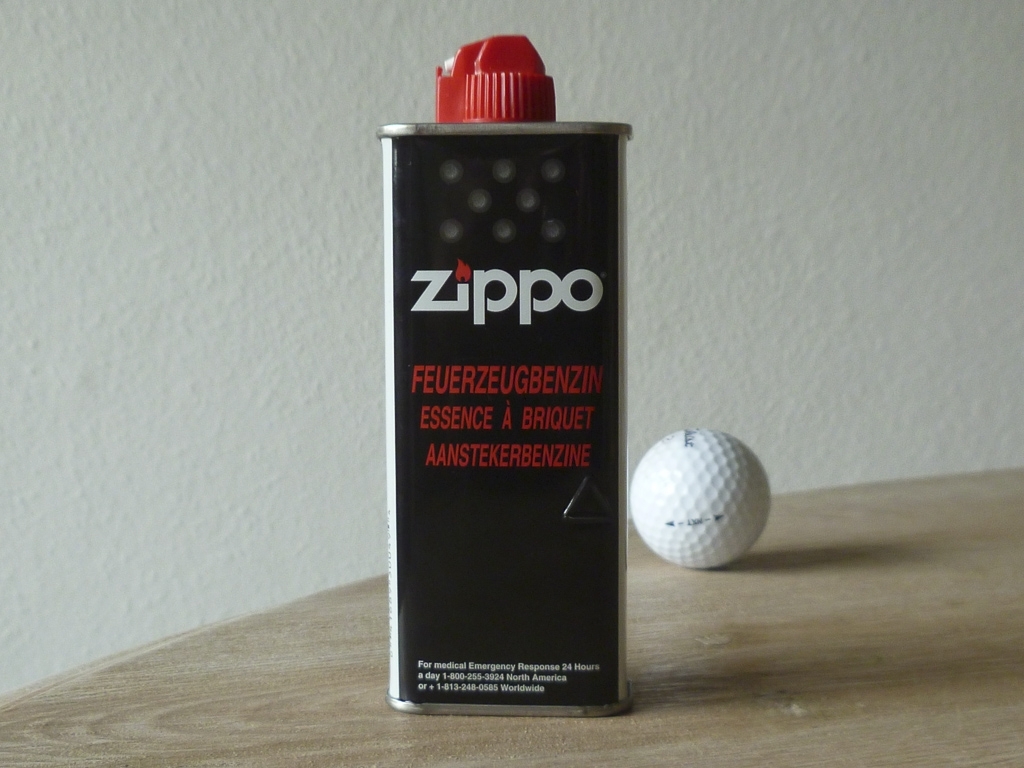 zippo
FEUERZEUGBENZIN
ESSENCE À BRIQUET
AANSTEKERBENZINE
For medical Emergency Response 24 Hours
a day 1-800-255-3924 North America
or + 1-813-248-0585 Worldwide
NXT